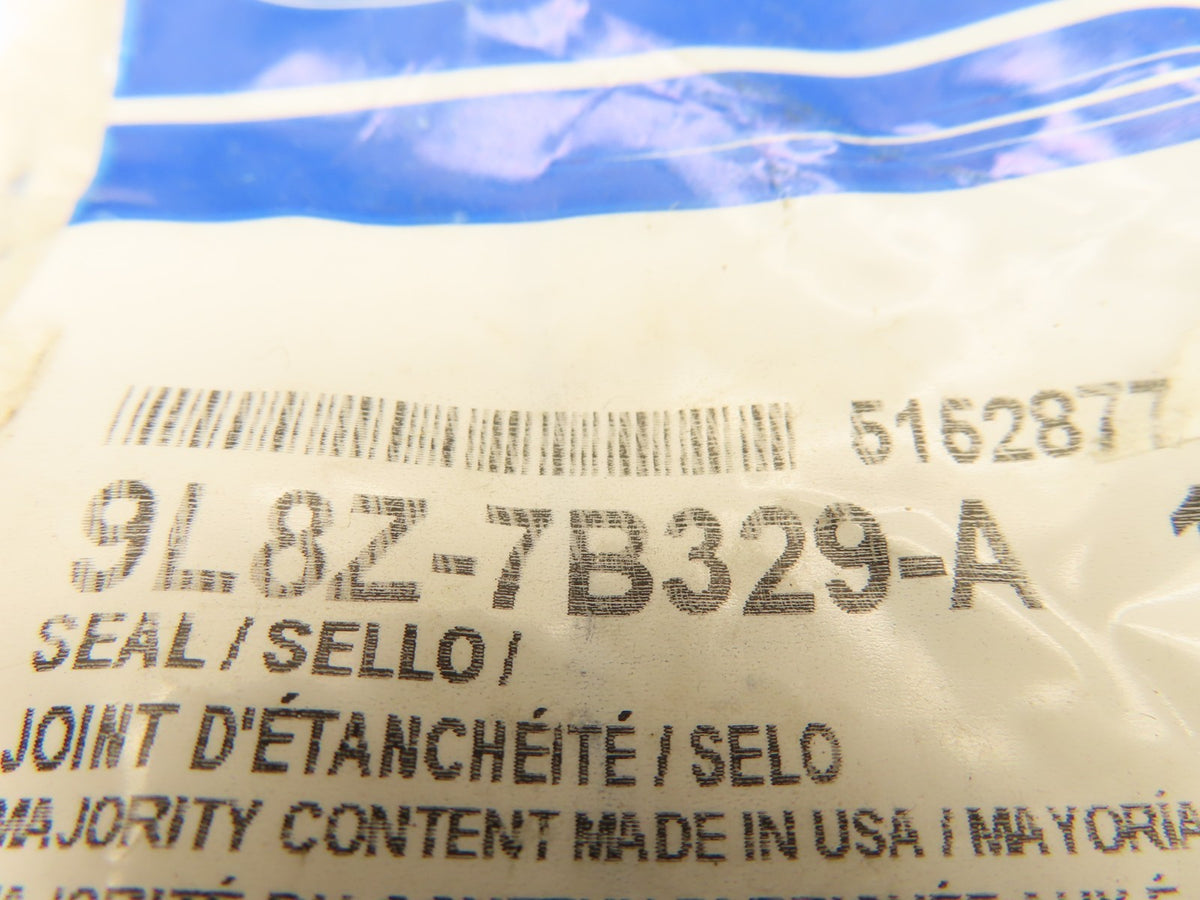 5162877
9L8Z-7B329-A
SEAL / SELLO /
JOINT D'ÉTANCHÉITÉ / SELO
MAJORITY CONTENT MADE IN USA / MAYORÍA